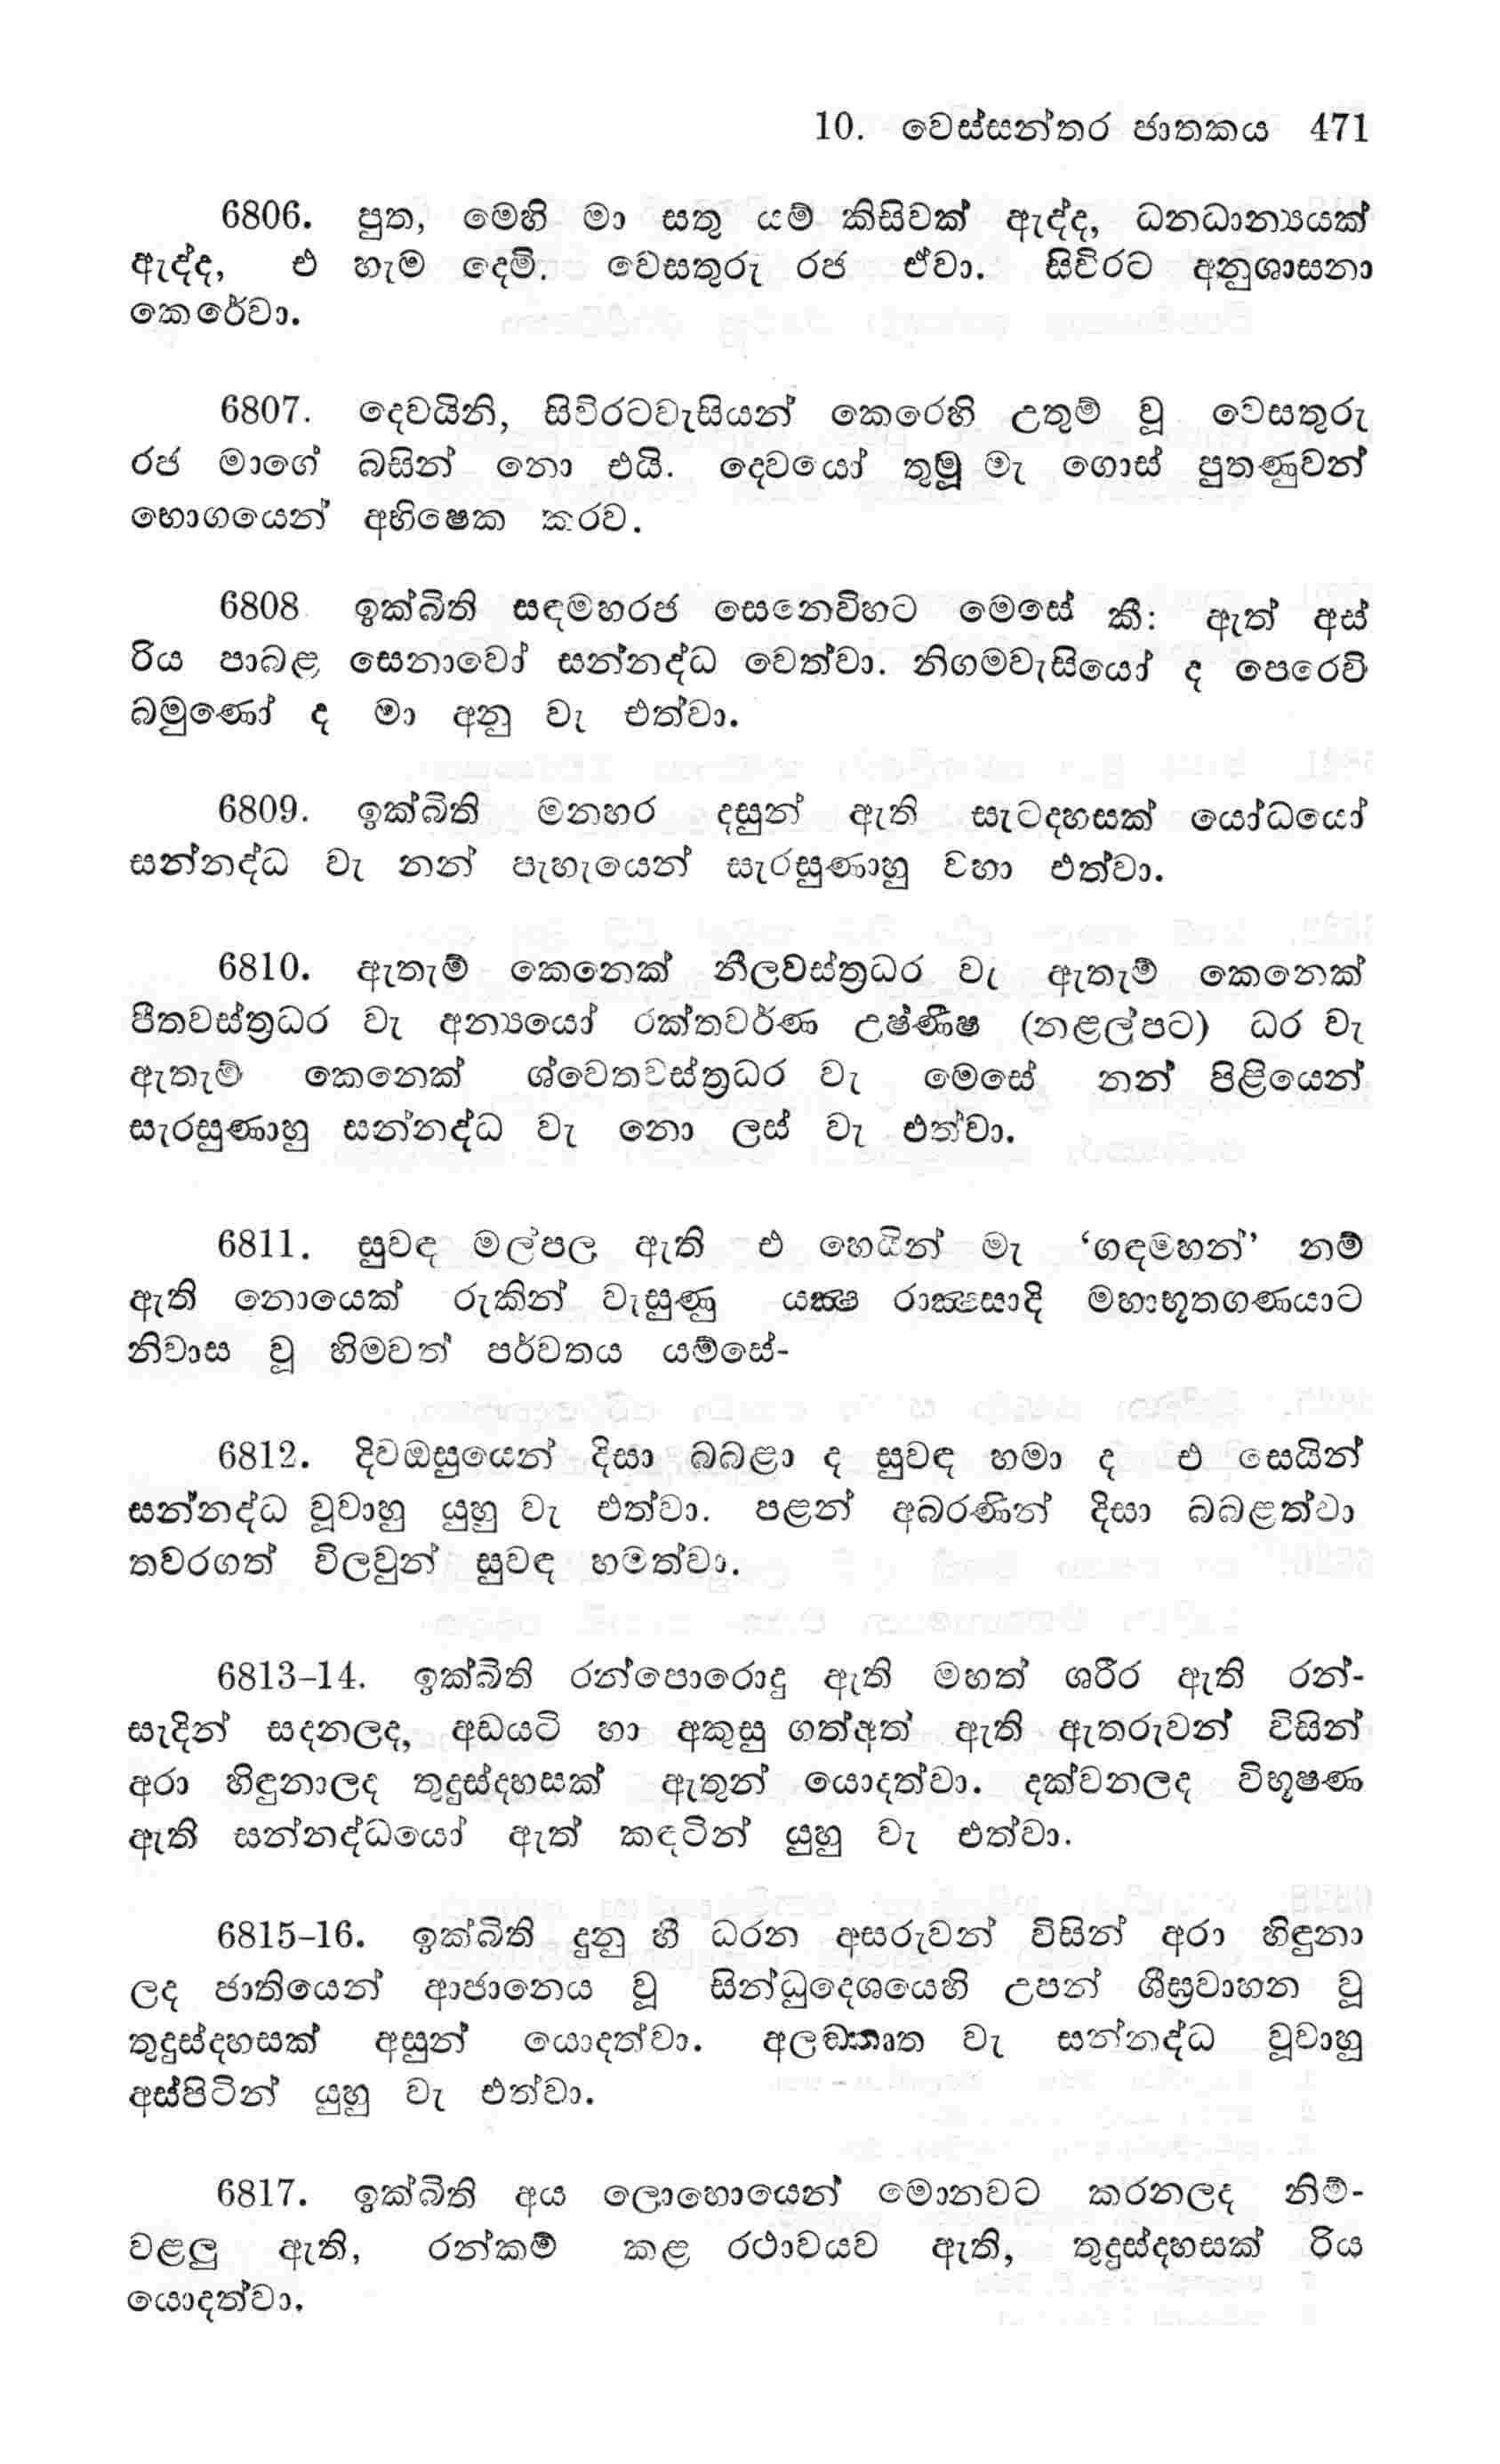 10. වෙස්සන්තර ජාතකය 471
6806. පුත, මෙහි මා සතු යම් කිසිවක් ඇද්ද, ධනධාන්‍යයක්
ඇද්ද, එ හැම දෙමි. වෙසතුරු රජ ඒවා. සිවිරට අනුශාසනා
කෙරේවා.
6807. දෙවයිනි, සිවිරටවැසියන් කෙරෙහි උතුම් වූ වෙසතුරු
රජ මාගේ බසින් නො එයි. දෙවයෝ තුමූ මැ ගොස් පුතණුවන්
භොගයෙන් අභිෂෙක කරව.
6808 ඉක්බිති සඳමහරජ සෙනෙවිහට මෙසේ කී: ඇත් අස්
රිය පාබළ සෙනාවෝ සන්නද්ධ වෙත්වා. නිගමවැසියෝ ද පෙරෙවි
බමුණෝ ද මා අනු වැ එත්වා.
6809. ඉක්බිති මනහර දසුන් ඇති සැටදහසක් යෝධයෝ
සන්නද්ධ වැ නන් පැහැයෙන් සැරසුණාහු වහා එත්වා.
6810. ඇතැම් කෙනෙක් නීලවස්ත්‍රධර වැ ඇතැම් කෙනෙක්
පීතවස්ත්‍රධර වැ අන්‍යයෝ රක්තවර්ණ උෂ්ණීෂ (නළල්පට) ධර වැ
ඇතැම් කෙනෙක් ශ්වෙතවස්ත්‍රධර වැ මෙසේ නන් පිළියෙන්
සැරසුණාහු සන්නද්ධ වැ නො ලස් වැ එත්වා.
6811. සුවඳ මල්පල ඇති එ හෙයින් මැ ‘ගඳමහන්’ නම්
ඇති නොයෙක් රුකින් වැසුණු යක්‍ෂ රාක්‍ෂසාදි මහාභූතගණයාට
නිවාස වූ හිමවත් පර්වතය යම්සේ-
6812. දිවඔසුයෙන් දිසා බබළා ද සුවඳ හමා ද එ සෙයින්
සන්නද්ධ වූවාහු යුහු වැ එත්වා. පළන් අබරණින් දිසා බබළත්වා
තවරගත් විලවුන් සුවඳ හමත්වා.
6813–14. ඉක්බිති රන්පොරොදු ඇති මහත් ශරීර ඇති රන්-
සැදින් සදනලද, අඩයටි හා අකුසු ගත්අත් ඇති ඇතරුවන් විසින්
අරා හිඳුනාලද තුදුස්දහසක් ඇතුන් යොදත්වා. දක්වනලද විභූෂණ
ඇති සන්නද්ධයෝ ඇත් කඳටින් යුහු වැ එත්වා.
6815–16. ඉක්බිති දුනු හී ධරන අසරුවන් විසින් අරා හිඳුනා
ලද ජාතියෙන් ආජානෙය වූ සින්ධුදෙශයෙහි උපන් ශීඝ්‍රවාහන වූ
තුදුස්දහසක් අසුන් යොදත්වා. අලඞ්කෘත වැ සන්නද්ධ වූවාහු
අස්පිටින් යුහු වැ එත්වා.
6817. ඉක්බිති අය ලොහොයෙන් මොනවට කරනලද නිම්-
වළලු ඇති, රන්කම් කළ රථාවයව ඇති, තුදුස්දහසක් රිය
යොදත්වා.